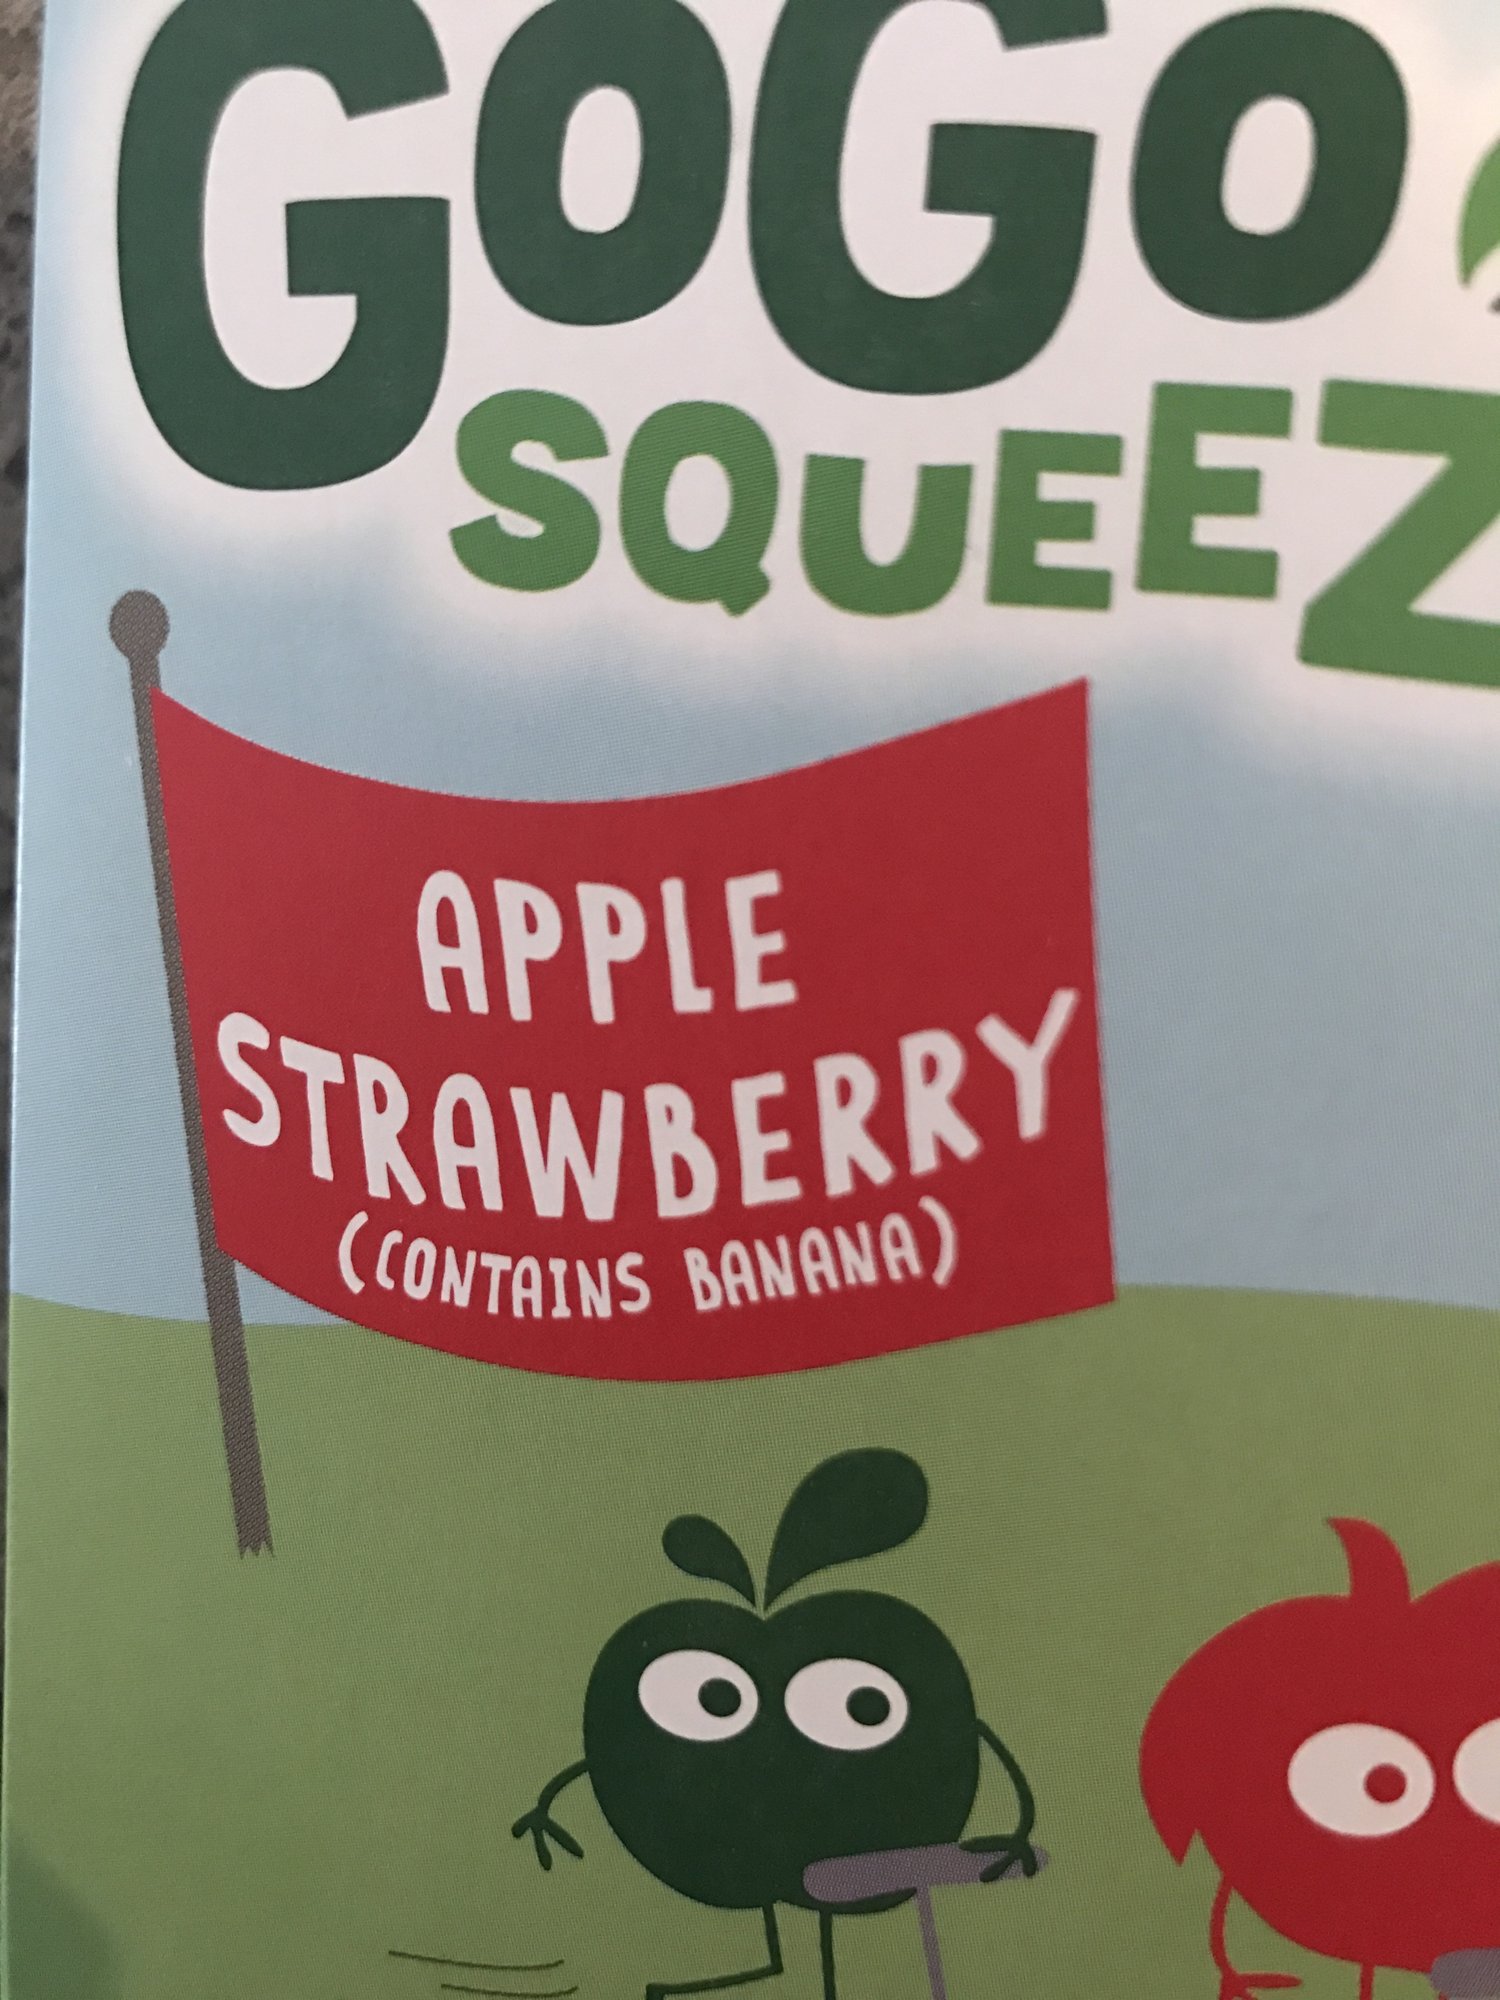 GoGo
SQUEEZ
APPLE
STRAWBERRY
(CONTAINS BANANA)